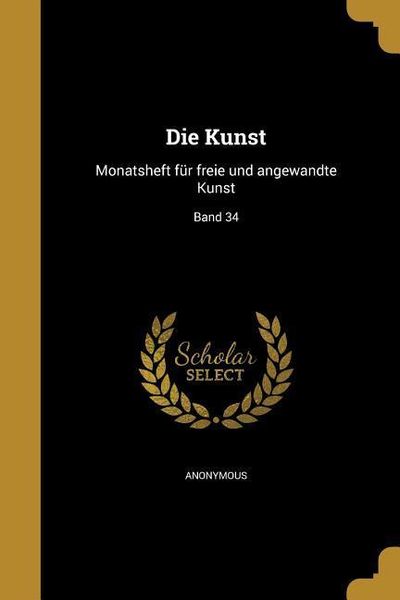 Die Kunst
Monatsheft für freie und angewandte
Kunst
Band 34
Scholar
SELECT
ANONYMOUS